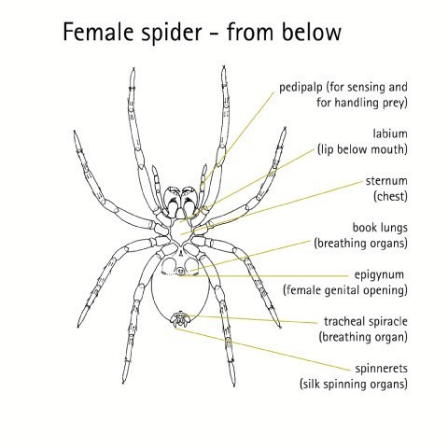 Female spider - from below
pedipalp (for sensing and
for handling prey)
labium
(lip below mouth)
sternum
(chest)
book lungs
(breathing organs)
epigynum
(female genital opening)
tracheal spiracle
(breathing organ)
spinnerets
(silk spinning organs)